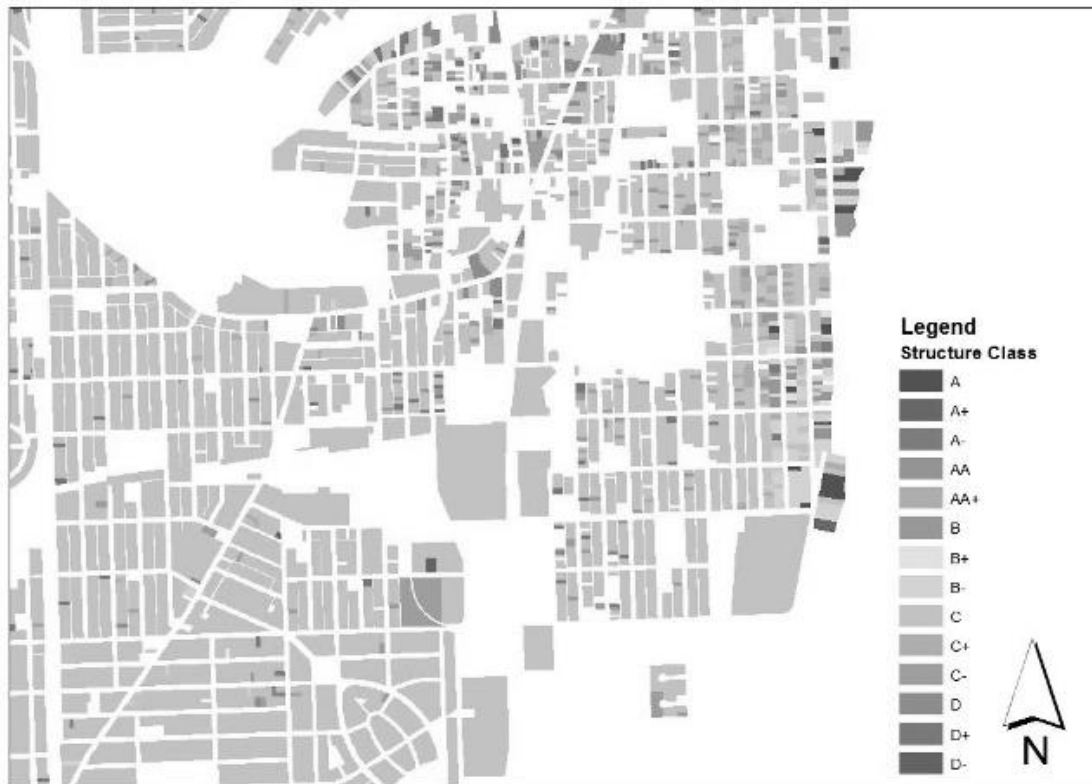 Legend
Structure Class
A
A+
A-
AA
AA+
B
B+
B-
C
C+
C-
D
D+
D-
N